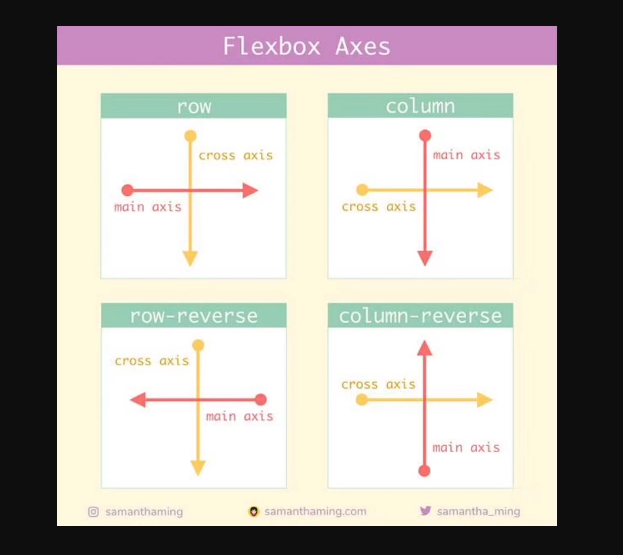 Flexbox Axes
row
cross axis
main axis
column
main axis
cross axis
row-reverse
cross axis
main axis
column-reverse
cross axis
main axis
samanthaming
samanthaming.com
samantha_ming